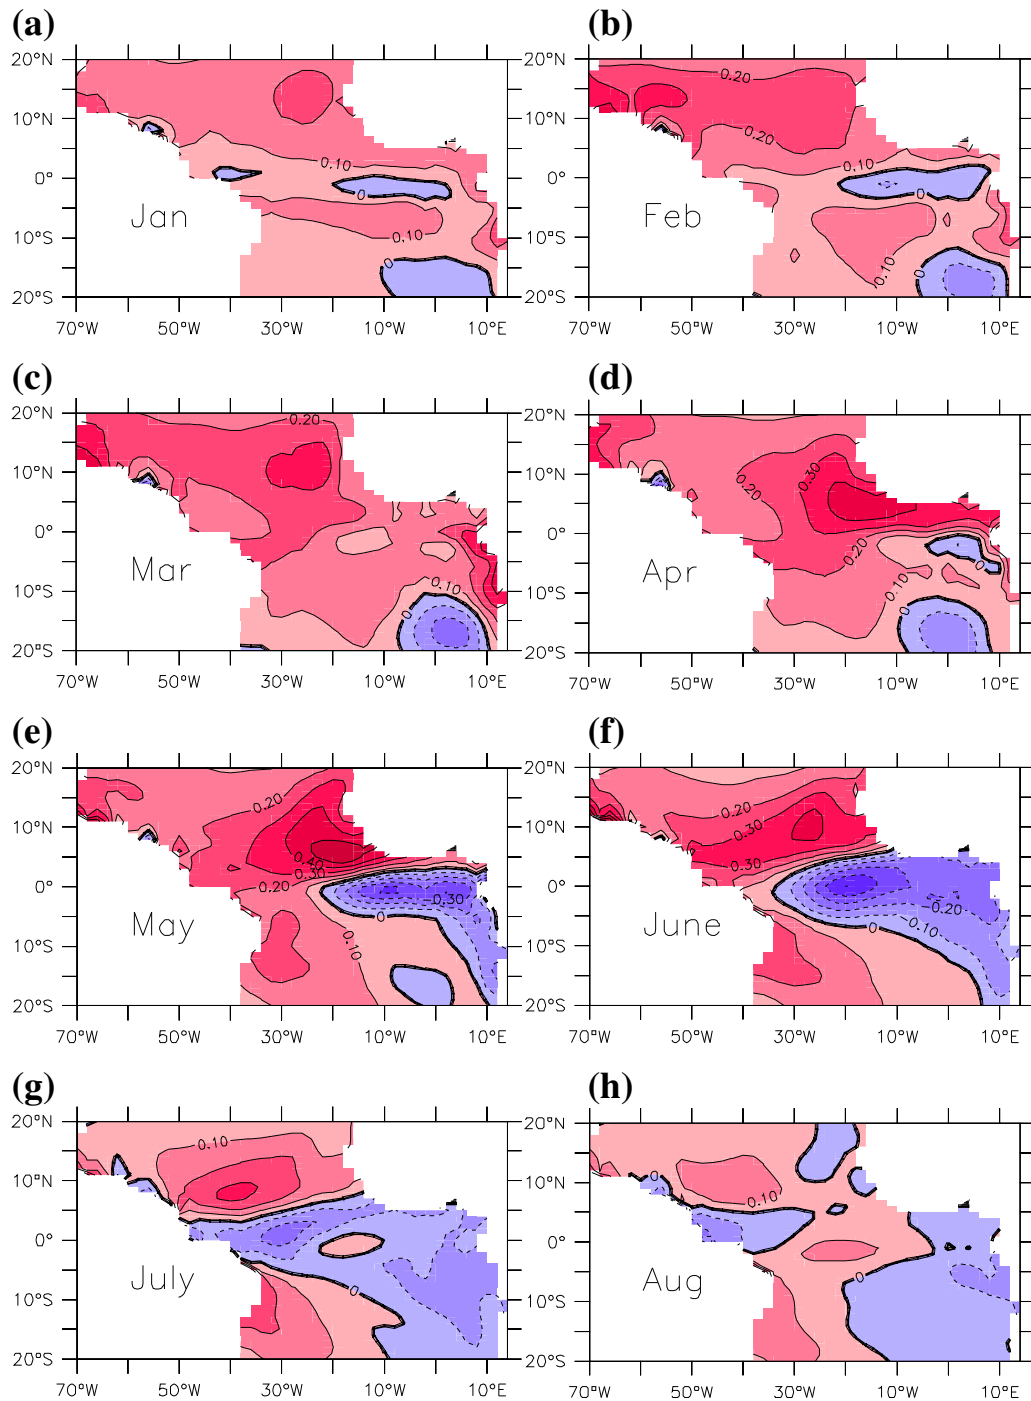 (a) (b)
20°N 20°N
10°N 10°N
0° 0°
10°S 10°S
20°S 20°S
0.10 0 0 0.10
Jan
0.20 0.20 0.10 0 0 0.10
Feb
70°W 50°W 30°W 10°W 10°E 70°W 50°W 30°W 10°W 10°E
(c) (d)
20°N 20°N
10°N 10°N
0° 0°
10°S 10°S
20°S 20°S
0.20 0.10 0
Mar
0.30 0.20 0.20 0.10 0 0
Apr
70°W 50°W 30°W 10°W 10°E 70°W 50°W 30°W 10°W 10°E
(e) (f)
20°N 20°N
10°N 10°N
0° 0°
10°S 10°S
20°S 20°S
0.20 0.40 0.30 0.20 -0.30 0 0.10
May
0.20 0.30 0.30 -0.20 -0.10 0
June
70°W 50°W 30°W 10°W 10°E 70°W 50°W 30°W 10°W 10°E
(g) (h)
20°N 20°N
10°N 10°N
0° 0°
10°S 10°S
20°S 20°S
0.10 0
July
0 0.10 0
Aug
70°W 50°W 30°W 10°W 10°E 70°W 50°W 30°W 10°W 10°E